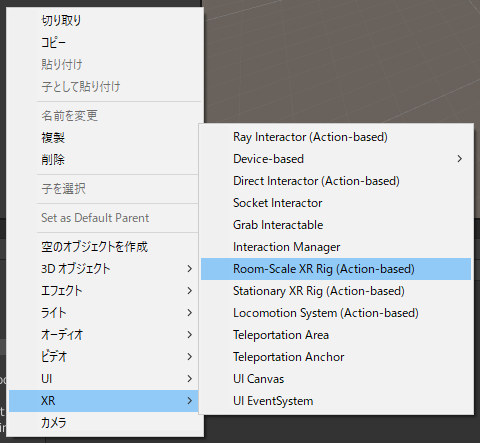 切り取り
コピー
貼り付け
子として貼り付け
名前を変更
複製
削除
子を選択
Set as Default Parent
空のオブジェクトを作成
3D オブジェクト
エフェクト
ライト
オーディオ
ビデオ
UI
XR
カメラ
Ray Interactor (Action-based)
Device-based
Direct Interactor (Action-based)
Socket Interactor
Grab Interactable
Interaction Manager
Room-Scale XR Rig (Action-based)
Stationary XR Rig (Action-based)
Locomotion System (Action-based)
Teleportation Area
Teleportation Anchor
UI Canvas
UI EventSystem